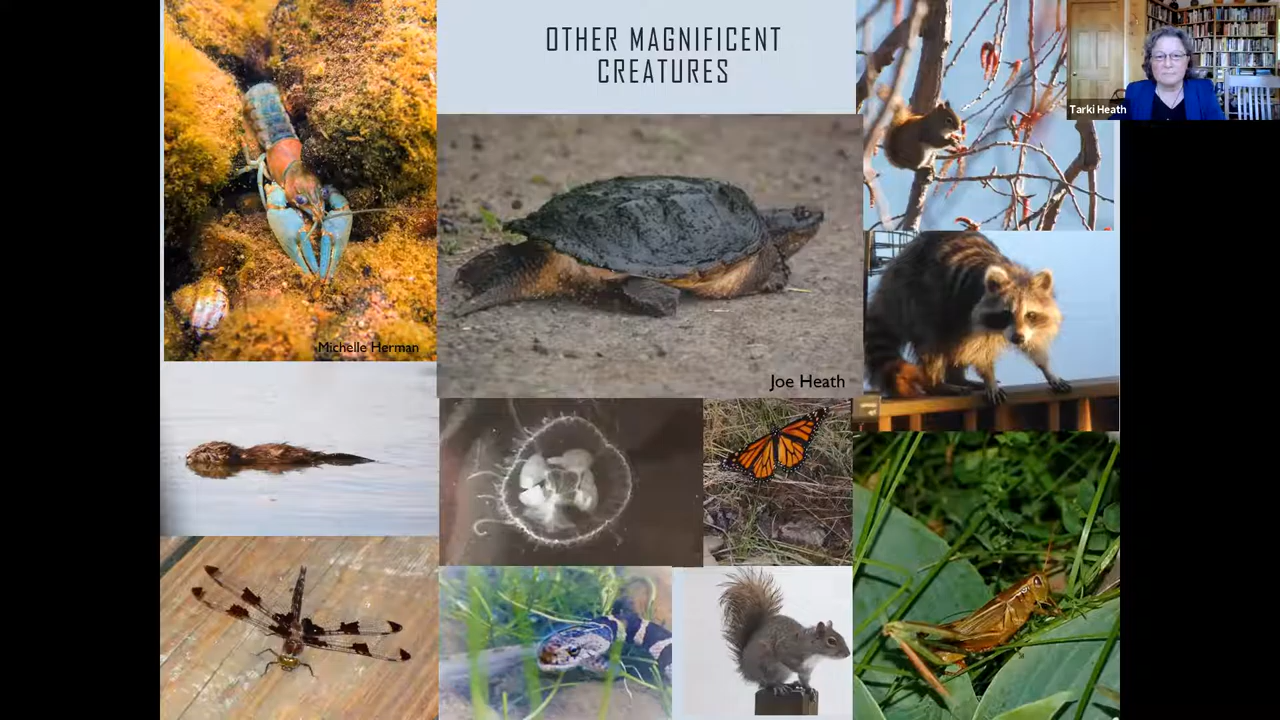 OTHER MAGNIFICENT
CREATURES
Tarki Heath
Michelle Herman
Joe Heath